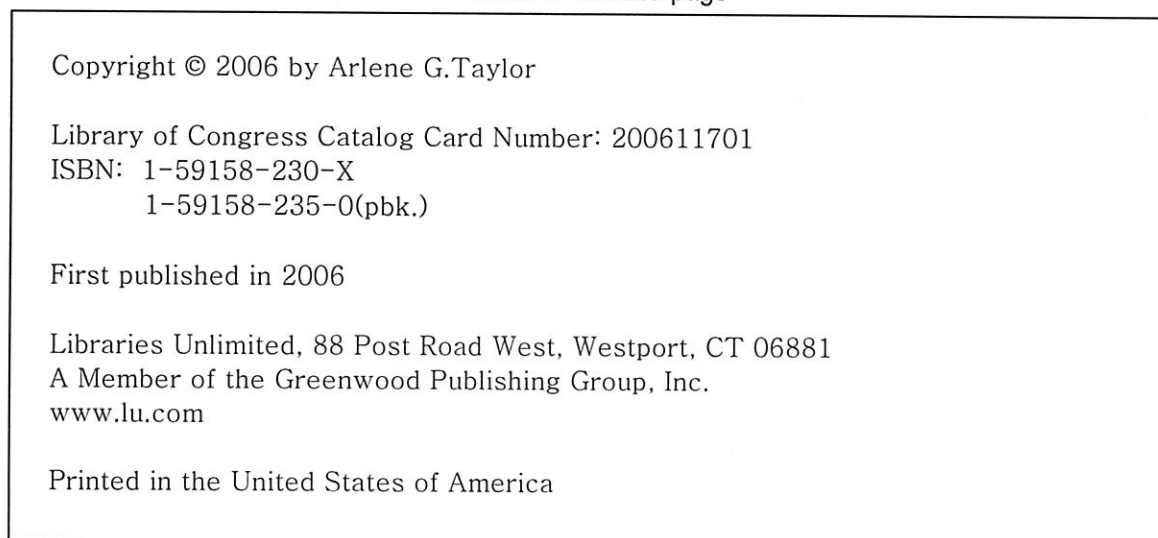 page
Copyright © 2006 by Arlene G.Taylor
Library of Congress Catalog Card Number: 200611701
ISBN: 1-59158-230-X
1-59158-235-0(pbk.)
First published in 2006
Libraries Unlimited, 88 Post Road West, Westport, CT 06881
A Member of the Greenwood Publishing Group, Inc.
www.lu.com
Printed in the United States of America